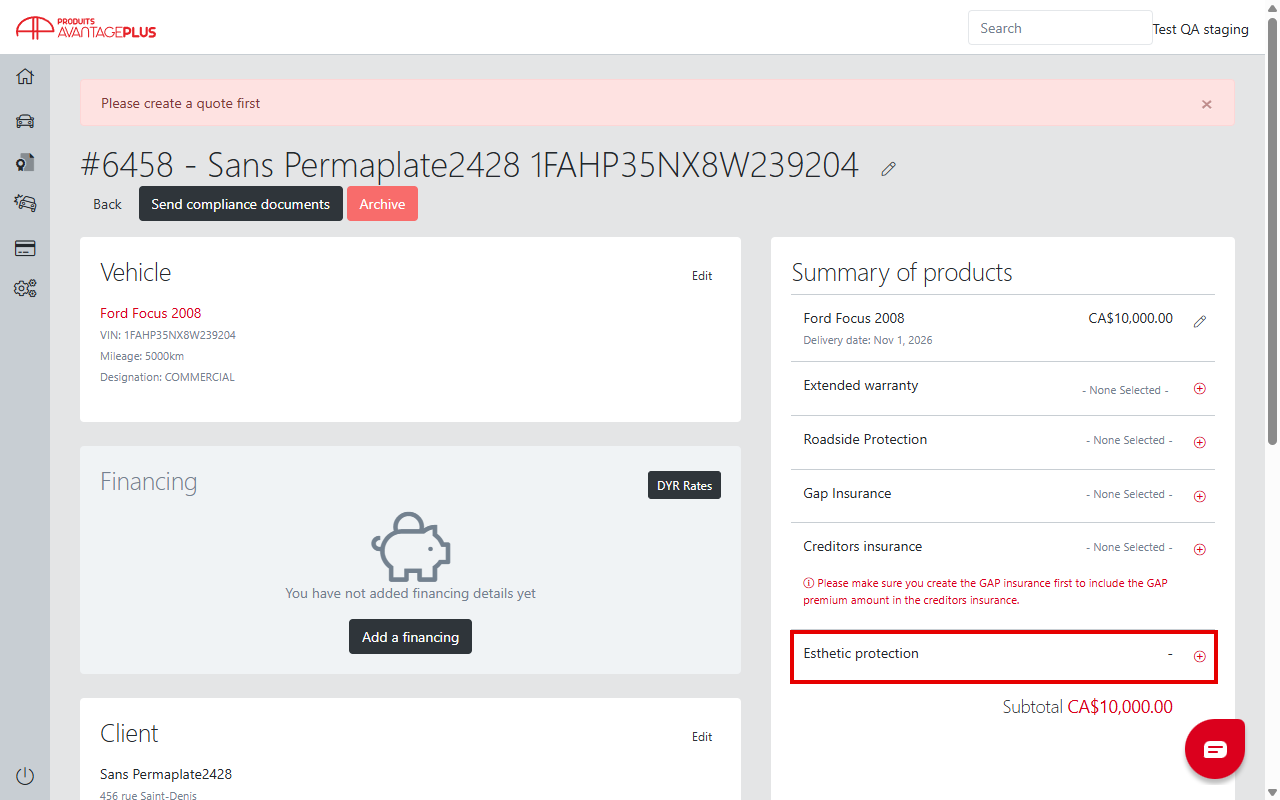 PRODUITS
AVANTAGEPLUS
Search
Test QA staging
Please create a quote first
×
#6458 - Sans Permaplate2428 1FAHP35NX8W239204
Back
Send compliance documents
Archive
Vehicle
Edit
Ford Focus 2008
VIN: 1FAHP35NX8W239204
Mileage: 5000km
Designation: COMMERCIAL
Financing
DYR Rates
You have not added financing details yet
Add a financing
Client
Edit
Sans Permaplate2428
456 rue Saint-Denis
Summary of products
Ford Focus 2008 CA$10,000.00
Delivery date: Nov 1, 2026
Extended warranty - None Selected -
Roadside Protection - None Selected -
Gap Insurance - None Selected -
Creditors insurance - None Selected -
Please make sure you create the GAP insurance first to include the GAP
premium amount in the creditors insurance.
Esthetic protection -
Subtotal CA$10,000.00